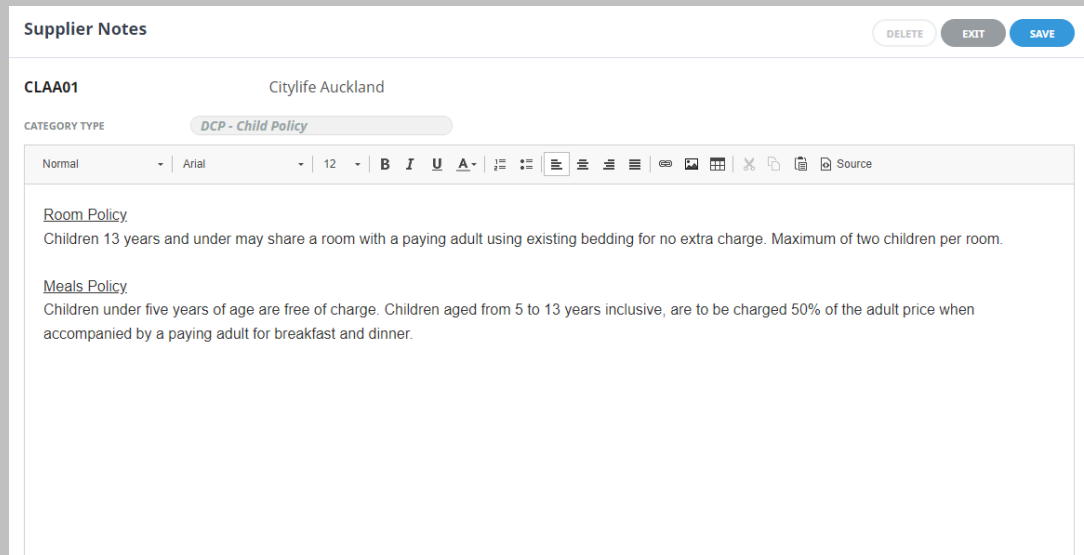 Supplier Notes
DELETE EXIT SAVE
CLAA01 Citylife Auckland
CATEGORY TYPE DCP - Child Policy
Normal Arial 12 B I U A Source
Room Policy
Children 13 years and under may share a room with a paying adult using existing bedding for no extra charge. Maximum of two children per room.
Meals Policy
Children under five years of age are free of charge. Children aged from 5 to 13 years inclusive, are to be charged 50% of the adult price when
accompanied by a paying adult for breakfast and dinner.